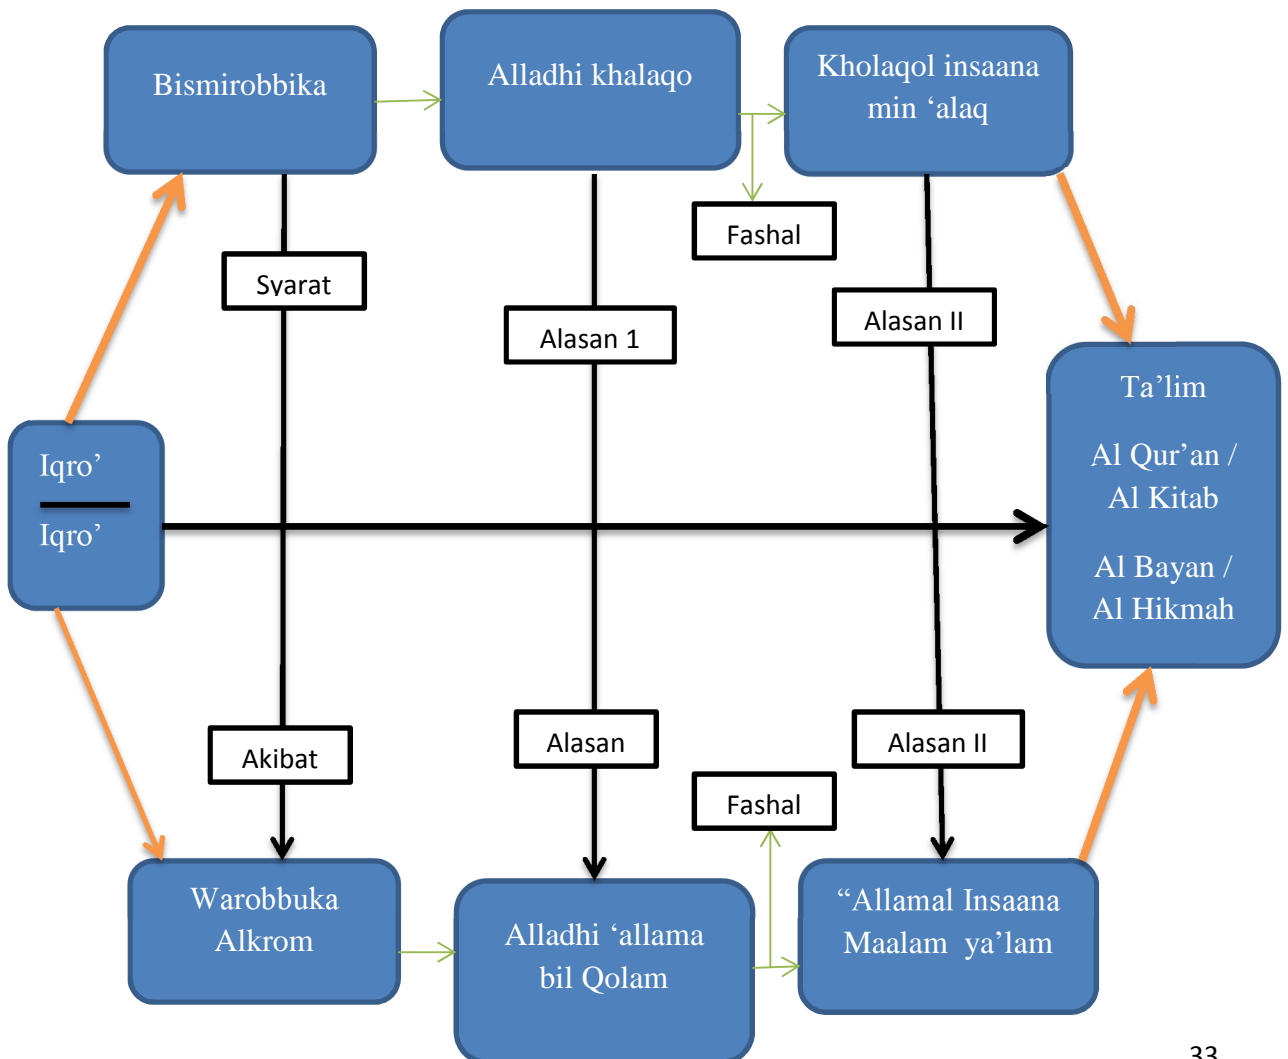 Bismirobbika
Alladhi khalaqo
Kholaqol insaana
min ‘alaq
Fashal
Syarat
Alasan 1
Alasan II
Iqro’
Iqro’
Ta’lim
Al Qur’an /
Al Kitab
Al Bayan /
Al Hikmah
Akibat
Alasan
Alasan II
Fashal
Warobbuka
Alkrom
Alladhi ‘allama
bil Qolam
“Allamal Insaana
Maalam ya’lam
33